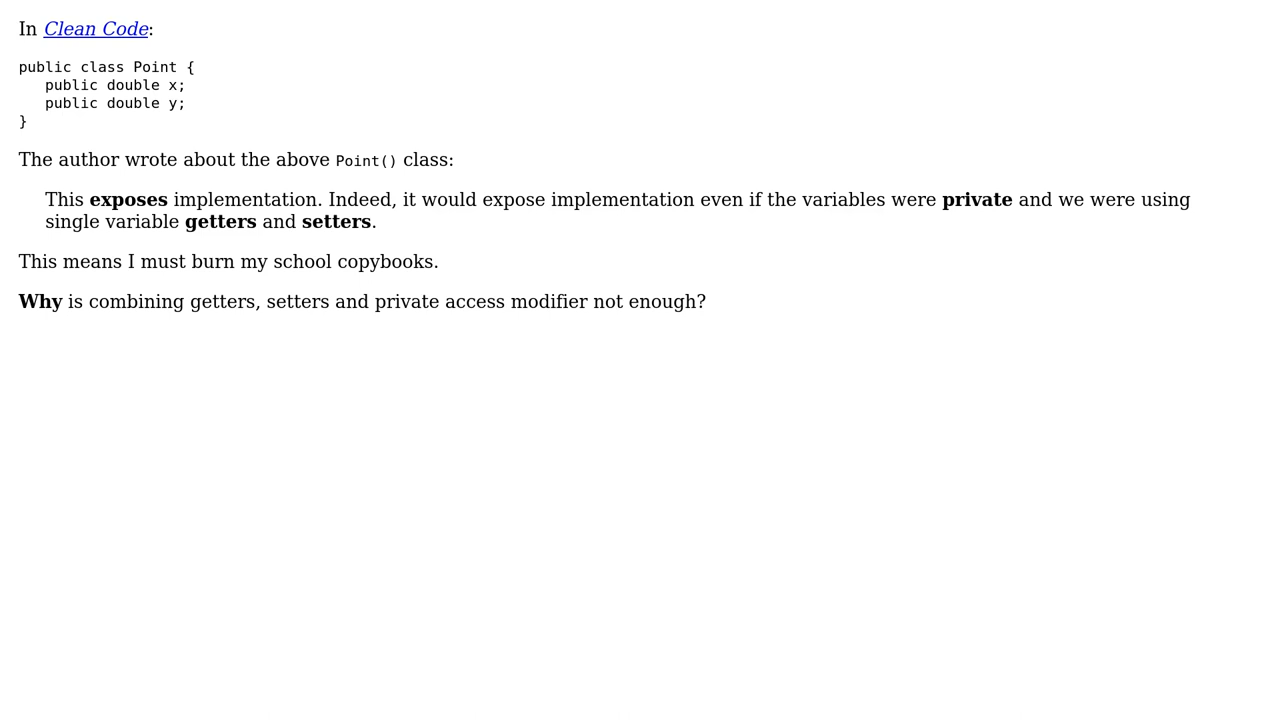 In Clean Code:
public class Point {
   public double x;
   public double y;
}
The author wrote about the above Point() class:
This exposes implementation. Indeed, it would expose implementation even if the variables were private and we were using
single variable getters and setters.
This means I must burn my school copybooks.
Why is combining getters, setters and private access modifier not enough?